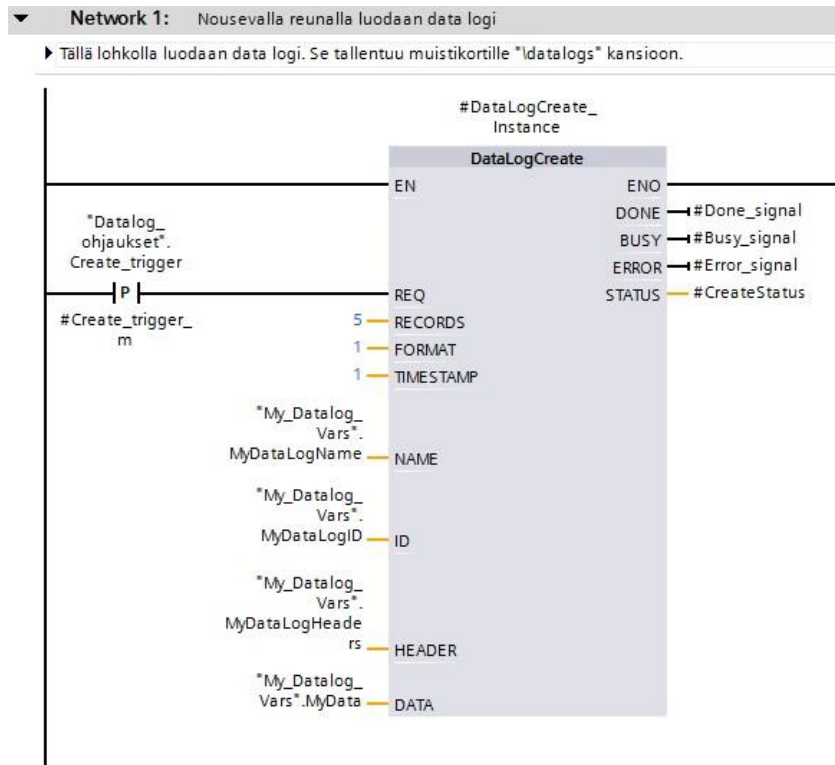 Network 1: Nousevalla reunalla luodaan data logi
Tällä lohkolla luodaan data logi. Se tallentuu muistikortille "\datalogs" kansioon.
#DataLogCreate_
Instance
DataLogCreate
EN
ENO
DONE
#Done_signal
BUSY
#Busy_signal
ERROR
#Error_signal
STATUS
#CreateStatus
"Datalog_
ohjaukset".
Create_trigger
P
#Create_trigger_
m
REQ
5 RECORDS
1 FORMAT
1 TIMESTAMP
"My_Datalog_
Vars".
MyDataLogName
NAME
"My_Datalog_
Vars".
MyDataLogID
ID
"My_Datalog_
Vars".
MyDataLogHeade
rs
HEADER
"My_Datalog_
Vars".MyData
DATA